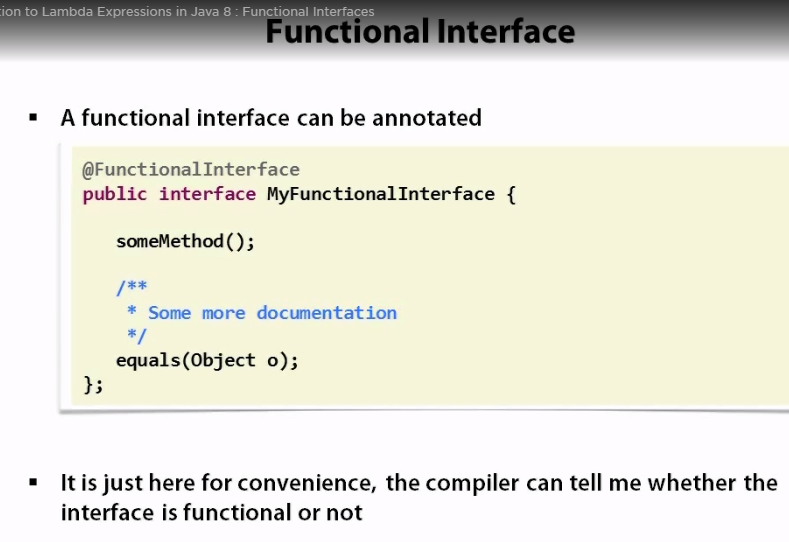 ion to Lambda Expressions in Java 8 : Functional Interfaces
Functional Interface
▪ A functional interface can be annotated
@FunctionalInterface
public interface MyFunctionalInterface {
someMethod();
/**
* Some more documentation
*/
equals(Object o);
};
▪ It is just here for convenience, the compiler can tell me whether the
interface is functional or not